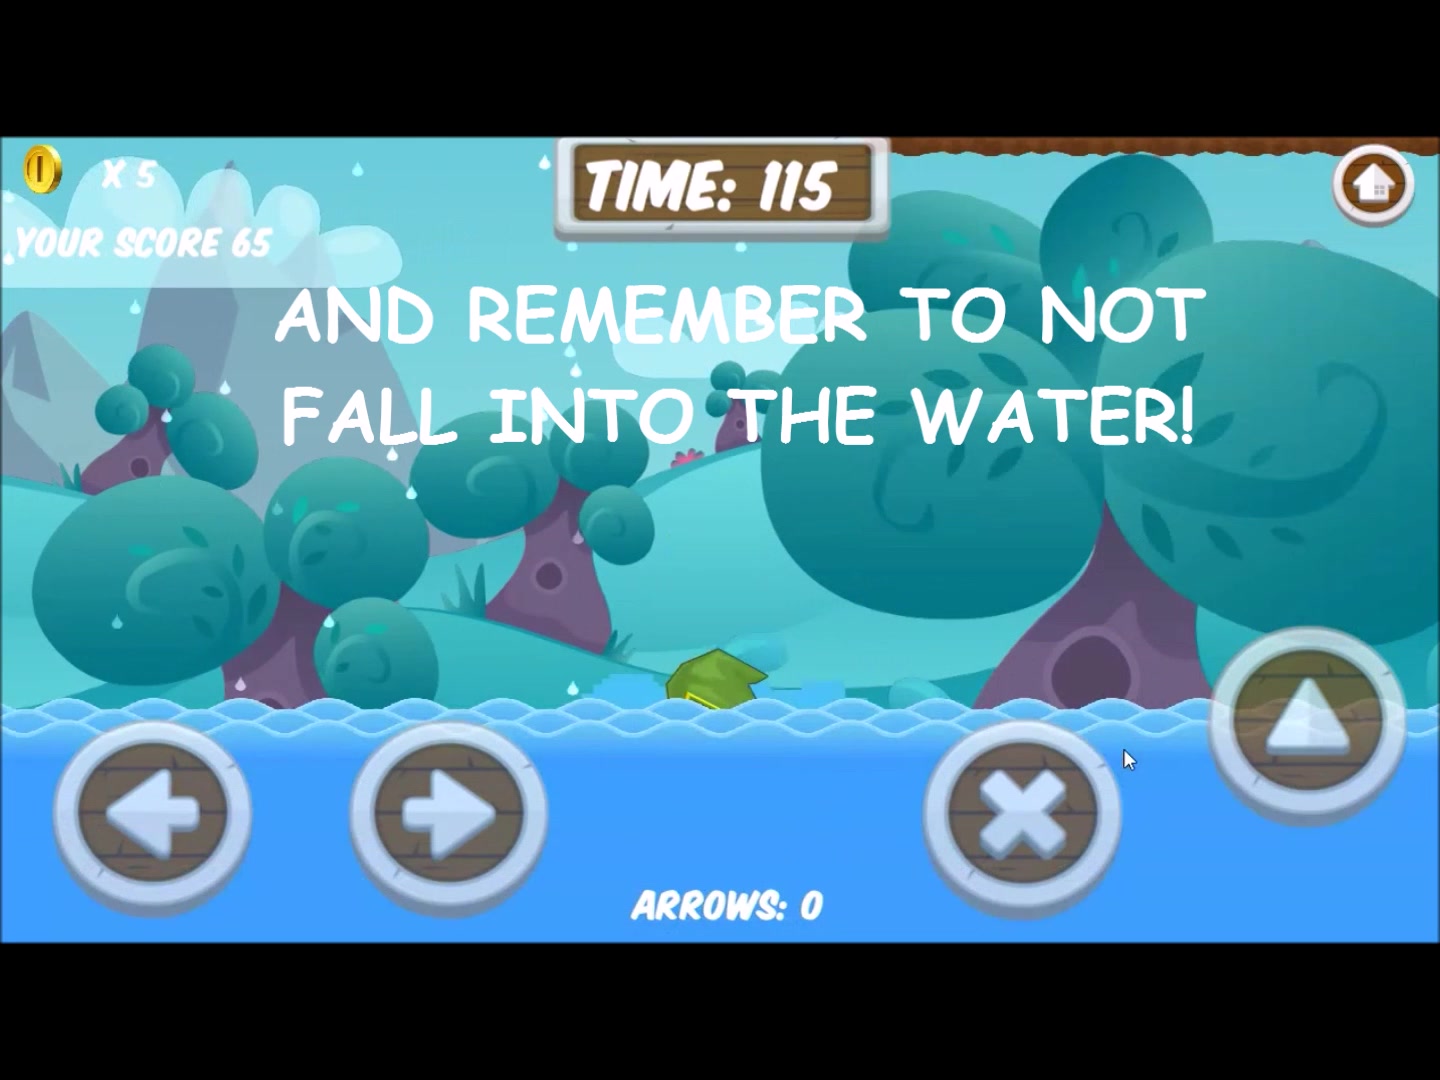 X 5
TIME: 115
YOUR SCORE 65
AND REMEMBER TO NOT
FALL INTO THE WATER!
ARROWS: 0